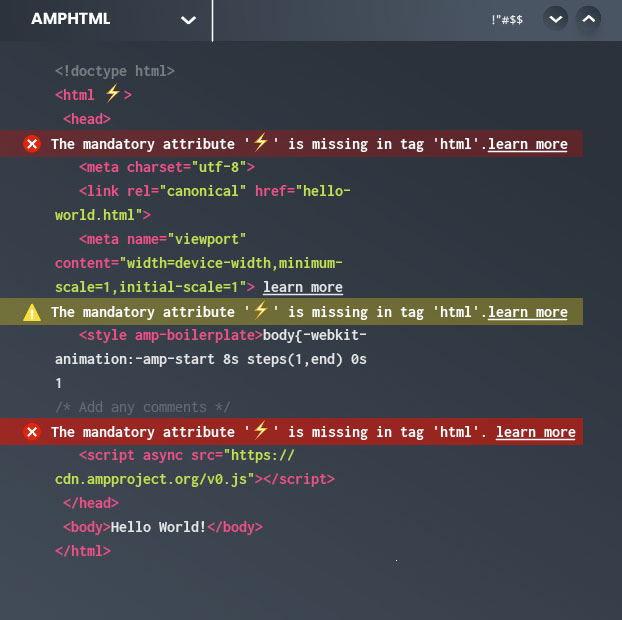 AMPHTML
!"#$$
<!doctype html>
<html ⚡>
<head>
The mandatory attribute '⚡' is missing in tag 'html'.learn more
<meta charset="utf-8">
<link rel="canonical" href="hello-
world.html">
<meta name="viewport"
content="width=device-width,minimum-
scale=1,initial-scale=1"> learn more
The mandatory attribute '⚡' is missing in tag 'html'.learn more
<style amp-boilerplate>body{-webkit-
animation:-amp-start 8s steps(1,end) 0s
1
/* Add any comments */
The mandatory attribute '⚡' is missing in tag 'html'. learn more
<script async src="https://
cdn.ampproject.org/v0.js"></script>
</head>
<body>Hello World!</body>
</html>